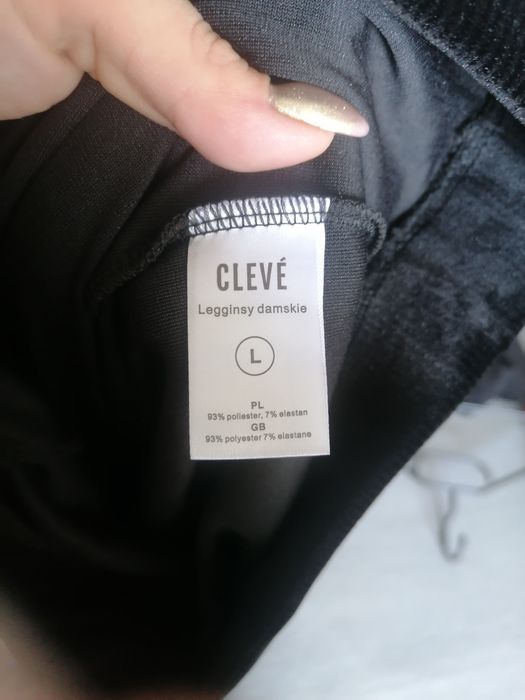 CLEVÉ
Legginsy damskie
L
PL
93% poliester, 7% elastan
GB
93% polyester 7% elastane